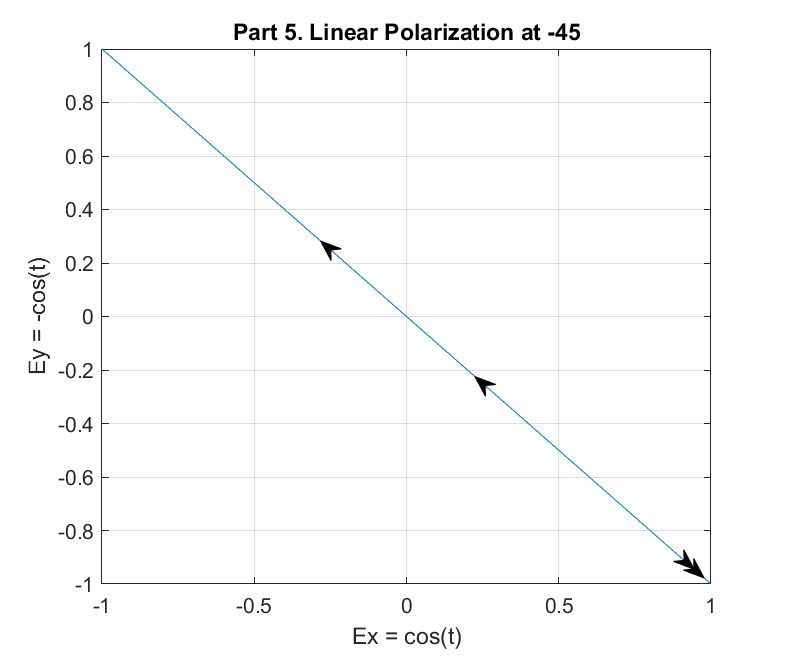 Part 5. Linear Polarization at -45
1
0.8
0.6
0.4
0.2
0
-0.2
-0.4
-0.6
-0.8
-1
Ey = -cos(t)
-1 -0.5 0 0.5 1
Ex = cos(t)